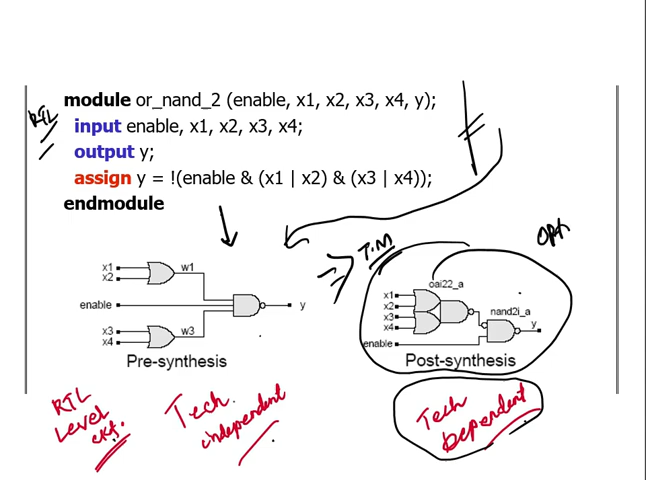 module or_nand_2 (enable, x1, x2, x3, x4, y);
RTL
input enable, x1, x2, x3, x4;
output y;
assign y = !(enable & (x1 | x2) & (x3 | x4));
endmodule
T.M
opt
x1
x2
w1
enable
y
x3
x4
w3
oai22_a
x1
x2
x3
x4
nand2i_a
y
enable
Pre-synthesis
Post-synthesis
RTL
Level
ckt.
Tech.
independent
Tech
Dependent